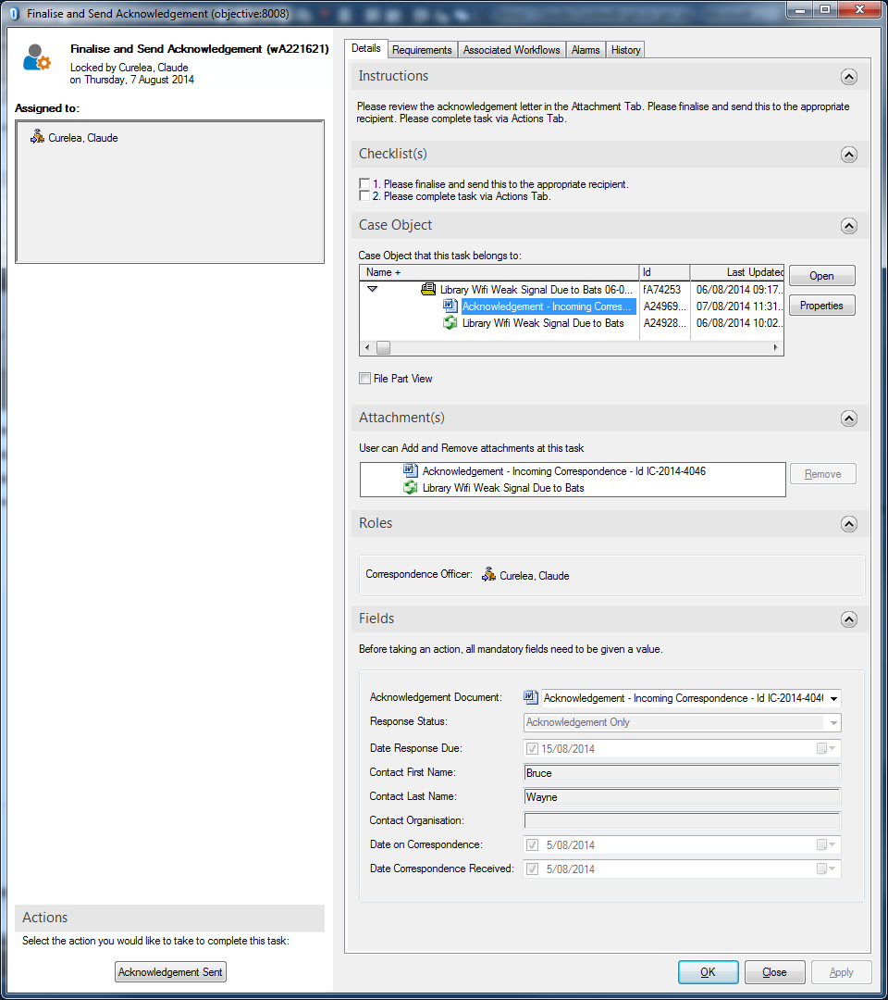 Finalise and Send Acknowledgement (objective:8008)
Finalise and Send Acknowledgement (wA221621)
Locked by Curelea, Claude
on Thursday, 7 August 2014
Assigned to:
Curelea, Claude
Actions
Select the action you would like to take to complete this task:
Acknowledgement Sent
Details Requirements Associated Workflows Alarms History
Instructions
Please review the acknowledgement letter in the Attachment Tab. Please finalise and send this to the appropriate
recipient. Please complete task via Actions Tab.
Checklist(s)
1. Please finalise and send this to the appropriate recipient.
2. Please complete task via Actions Tab.
Case Object
Case Object that this task belongs to:
Name + Id Last Updated
Library Wifi Weak Signal Due to Bats 06-0... fA74253 06/08/2014 09:17...
Acknowledgement - Incoming Corres... A24969... 07/08/2014 11:31...
Library Wifi Weak Signal Due to Bats A24928... 06/08/2014 10:02...
Open
Properties
File Part View
Attachment(s)
User can Add and Remove attachments at this task
Acknowledgement - Incoming Correspondence - Id IC-2014-4046
Library Wifi Weak Signal Due to Bats
Remove
Roles
Correspondence Officer: Curelea, Claude
Fields
Before taking an action, all mandatory fields need to be given a value.
Acknowledgement Document: Acknowledgement - Incoming Correspondence - Id IC-2014-4046
Response Status: Acknowledgement Only
Date Response Due: 15/08/2014
Contact First Name: Bruce
Contact Last Name: Wayne
Contact Organisation:
Date on Correspondence: 5/08/2014
Date Correspondence Received: 5/08/2014
OK Close Apply